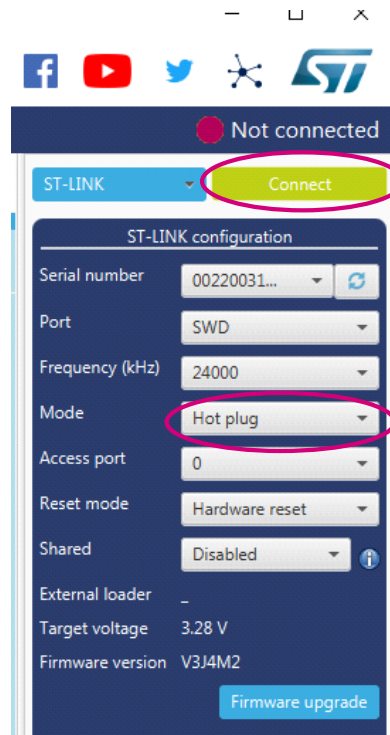 ST
Not connected
ST-LINK Connect
ST-LINK configuration
Serial number 00220031...
Port SWD
Frequency (kHz) 24000
Mode Hot plug
Access port 0
Reset mode Hardware reset
Shared Disabled
External loader _
Target voltage 3.28 V
Firmware version V3J4M2
Firmware upgrade